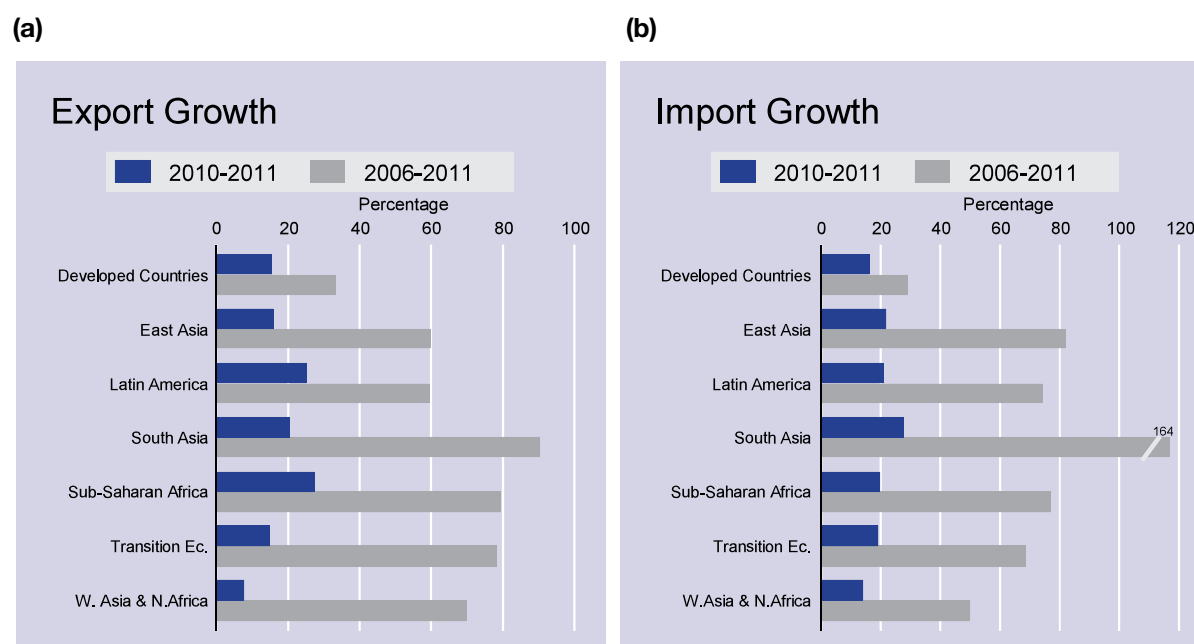 (a)
Export Growth
2010-2011 2006-2011
Percentage
0 20 40 60 80 100
Developed Countries
East Asia
Latin America
South Asia
Sub-Saharan Africa
Transition Ec.
W. Asia & N.Africa
(b)
Import Growth
2010-2011 2006-2011
Percentage
0 20 40 60 80 100 120
Developed Countries
East Asia
Latin America
South Asia
164
Sub-Saharan Africa
Transition Ec.
W.Asia & N.Africa